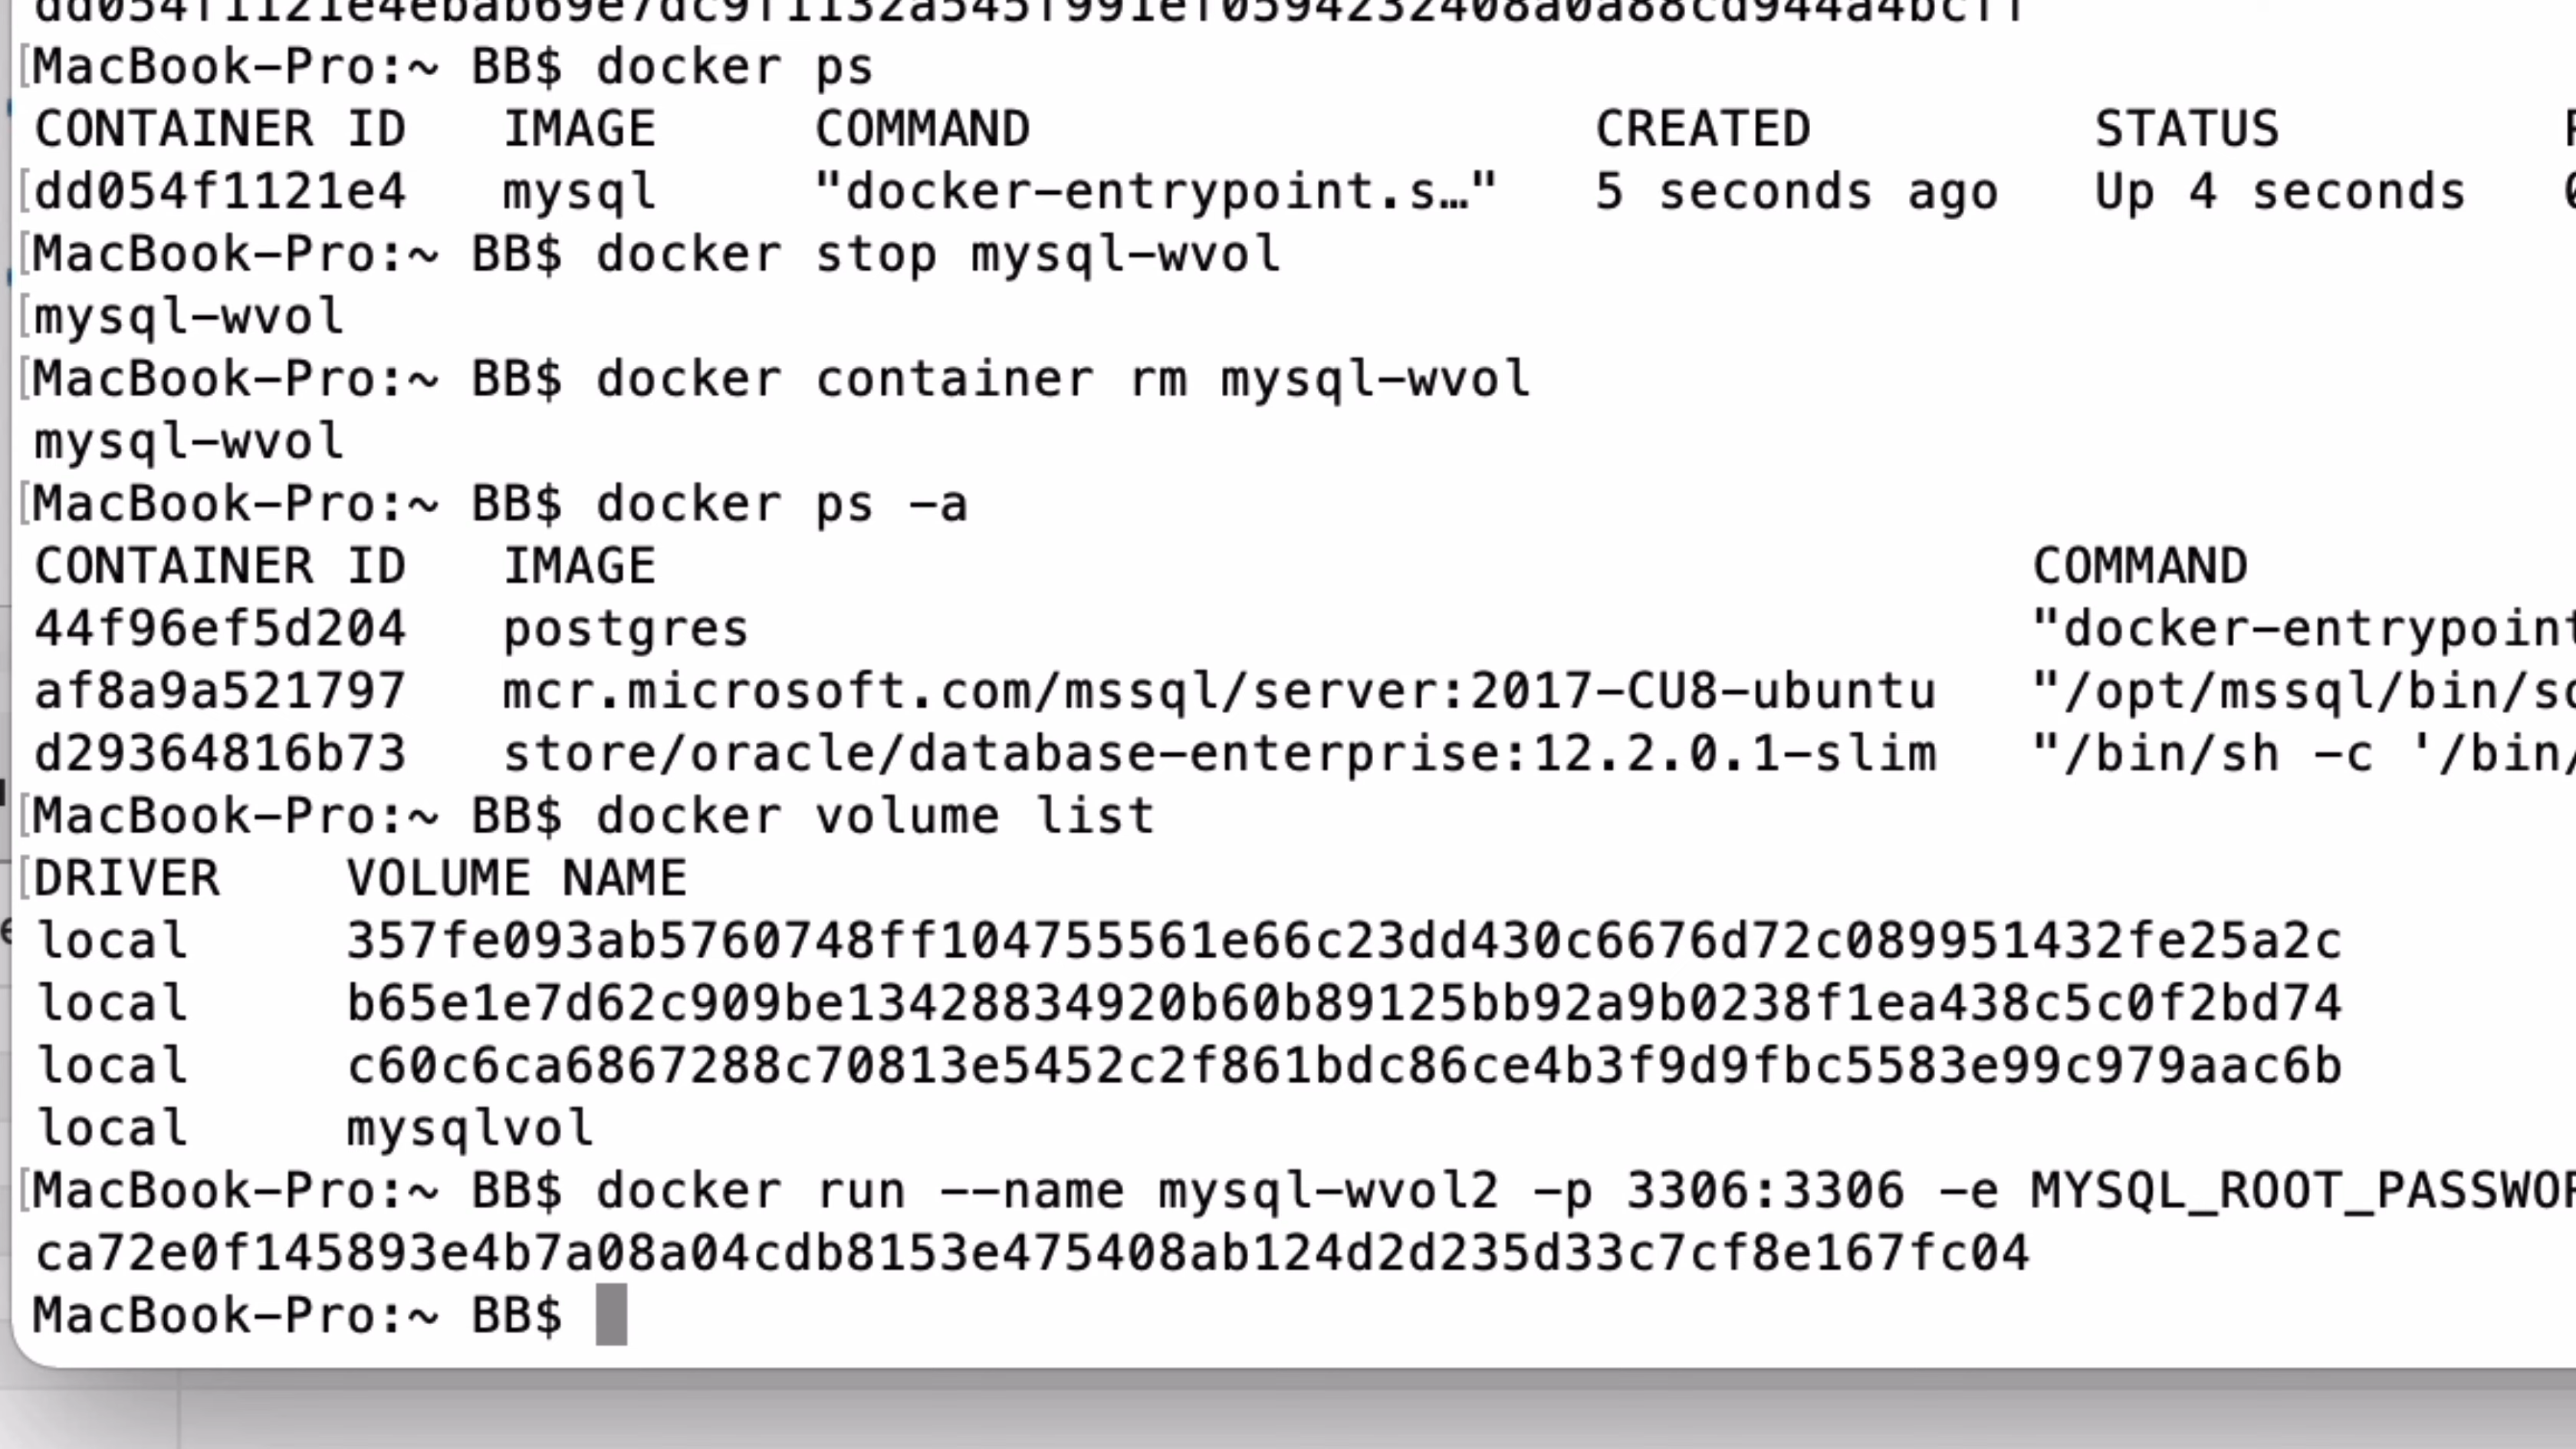 dd054f1121e4ebab69e7dc9f1132a545f991ef0594232408a0a88cd944a4bcff
[MacBook-Pro:~ BB$ docker ps
CONTAINER ID IMAGE COMMAND CREATED STATUS
[dd054f1121e4 mysql "docker-entrypoint.s…" 5 seconds ago Up 4 seconds
[MacBook-Pro:~ BB$ docker stop mysql-wvol
[mysql-wvol
[MacBook-Pro:~ BB$ docker container rm mysql-wvol
mysql-wvol
[MacBook-Pro:~ BB$ docker ps -a
CONTAINER ID IMAGE COMMAND
44f96ef5d204 postgres "docker-entrypoint
af8a9a521797 mcr.microsoft.com/mssql/server:2017-CU8-ubuntu "/opt/mssql/bin/sq
d29364816b73 store/oracle/database-enterprise:12.2.0.1-slim "/bin/sh -c '/bin/
[MacBook-Pro:~ BB$ docker volume list
[DRIVER VOLUME NAME
local 357fe093ab5760748ff104755561e66c23dd430c6676d72c089951432fe25a2c
local b65e1e7d62c909be13428834920b60b89125bb92a9b0238f1ea438c5c0f2bd74
local c60c6ca6867288c70813e5452c2f861bdc86ce4b3f9d9fbc5583e99c979aac6b
local mysqlvol
[MacBook-Pro:~ BB$ docker run --name mysql-wvol2 -p 3306:3306 -e MYSQL_ROOT_PASSWOR
ca72e0f145893e4b7a08a04cdb8153e475408ab124d2d235d33c7cf8e167fc04
MacBook-Pro:~ BB$